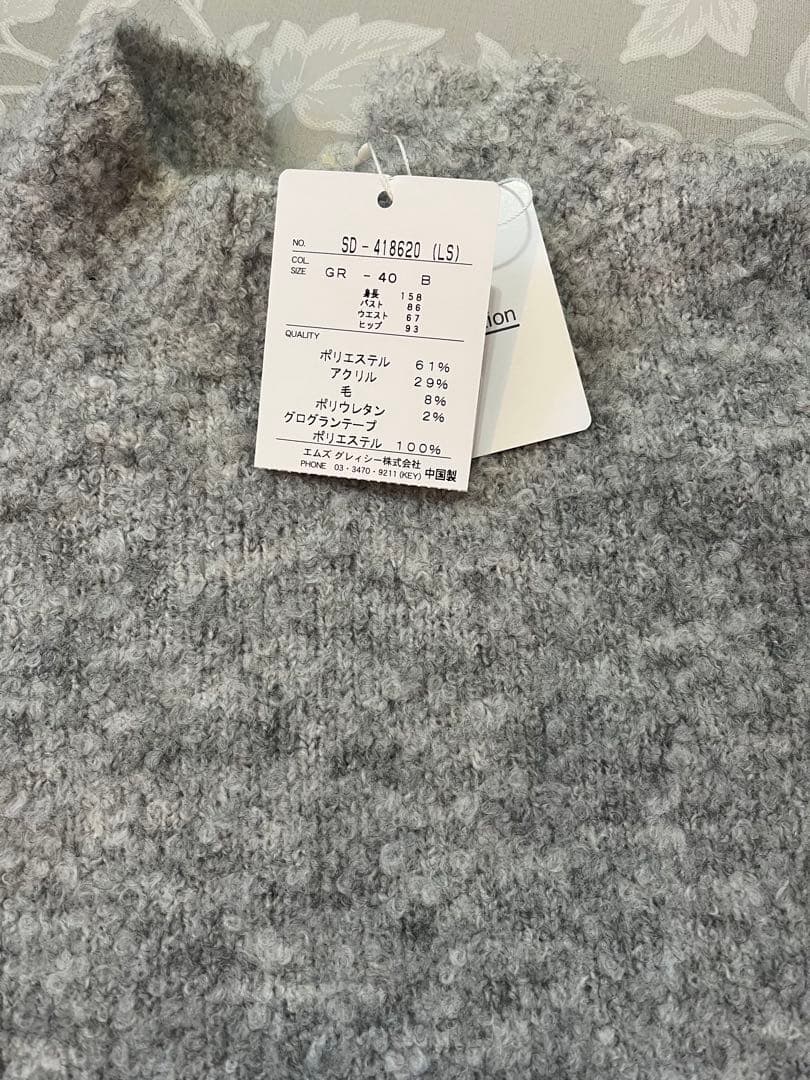 NO. SD-418620 (LS)
COL.
SIZE GR - 40 B
身長 158
バスト 86
ウエスト 67
ヒップ 93
QUALITY
ポリエステル 61%
アクリル 29%
毛 8%
ポリウレタン 2%
グログランテープ
ポリエステル 100%
エムズ グレィシー株式会社
PHONE 03・3470・9211 (KEY) 中国製
tion